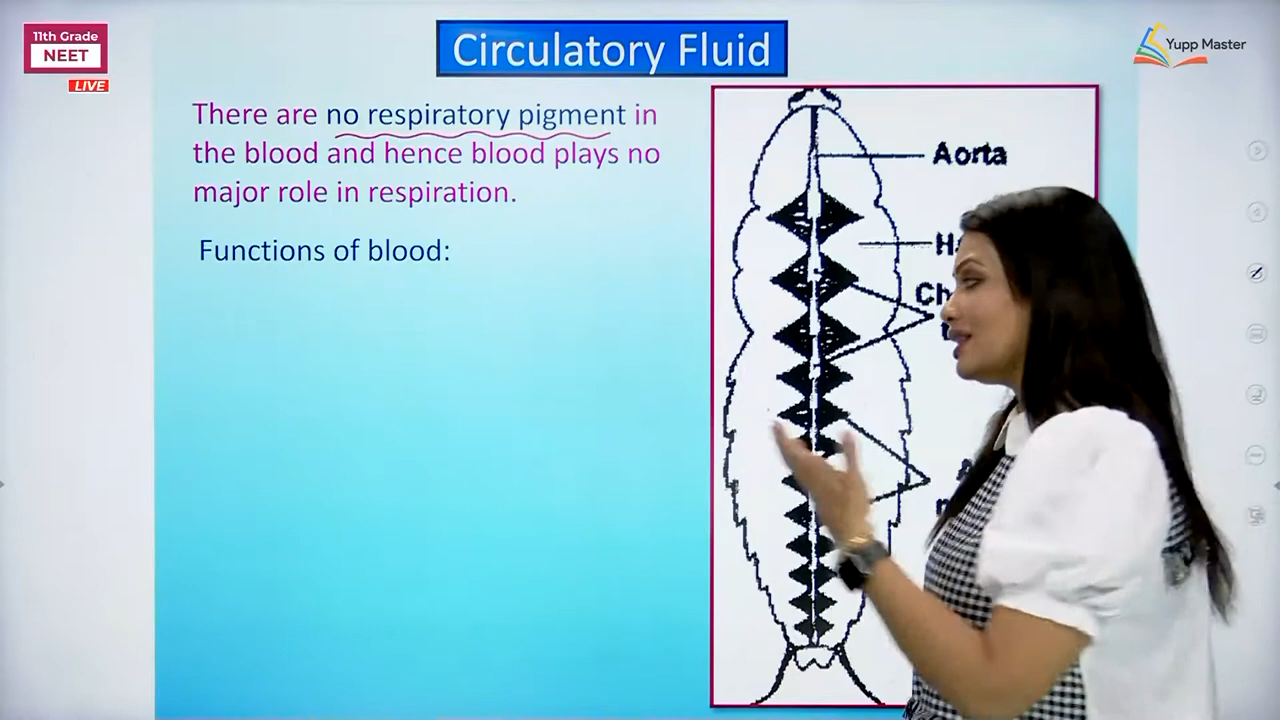 11th Grade
NEET
LIVE
Circulatory Fluid
Yupp Master
There are no respiratory pigment in
the blood and hence blood plays no
major role in respiration.
Functions of blood:
Aorta